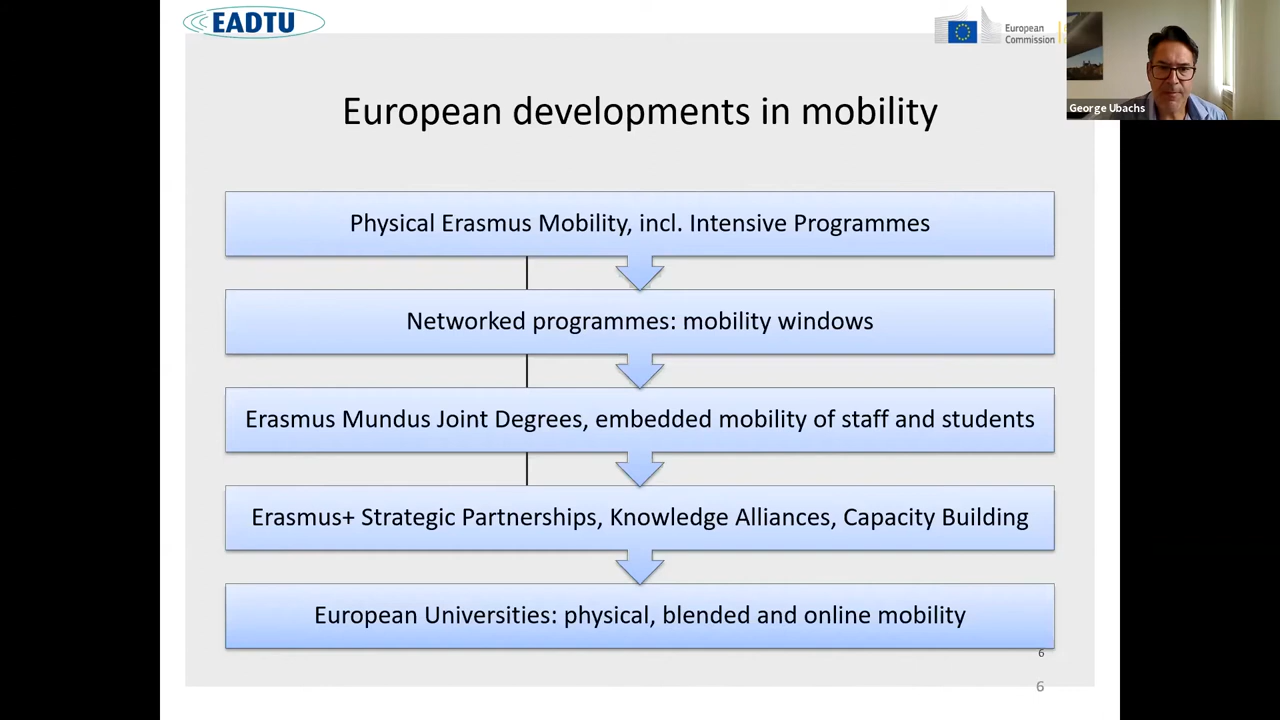 EADTU
European
Commission
George Ubachs
European developments in mobility
Physical Erasmus Mobility, incl. Intensive Programmes
Networked programmes: mobility windows
Erasmus Mundus Joint Degrees, embedded mobility of staff and students
Erasmus+ Strategic Partnerships, Knowledge Alliances, Capacity Building
European Universities: physical, blended and online mobility
6
6